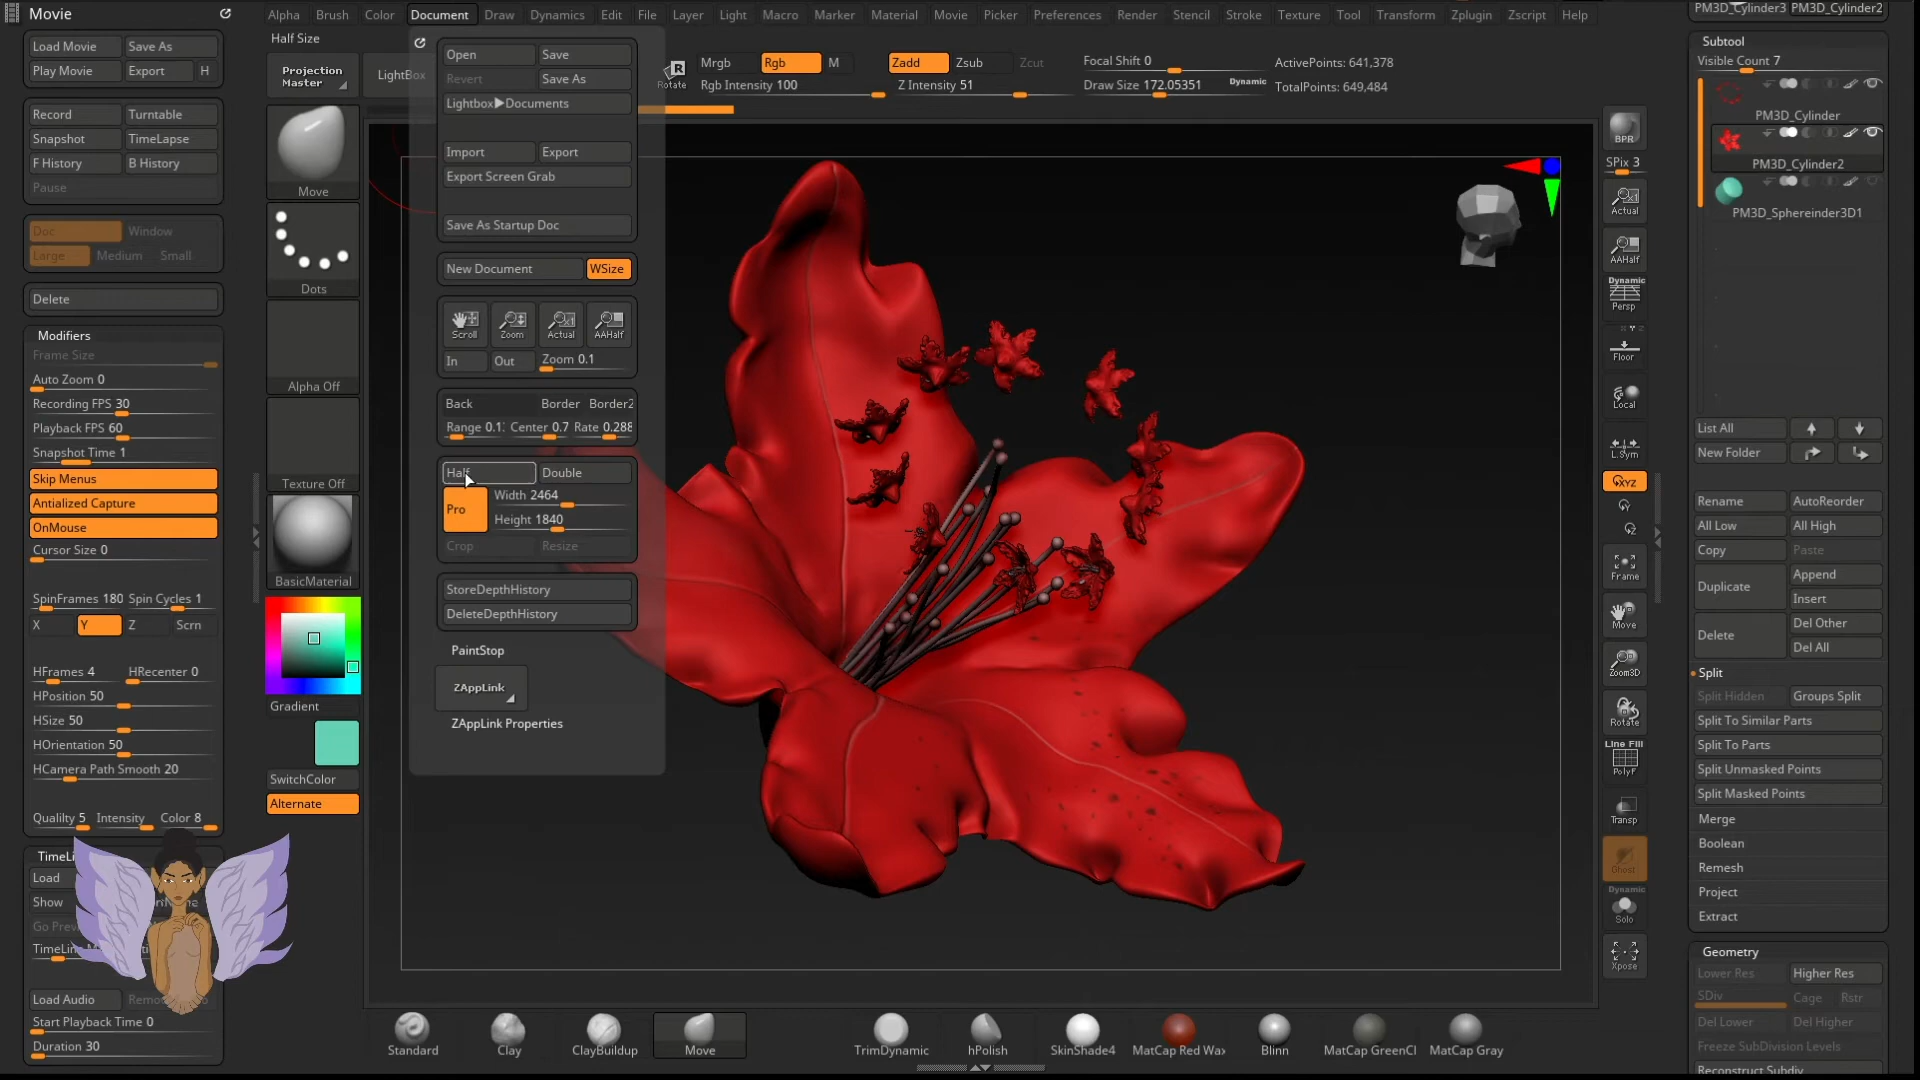 Movie
Alpha Brush Color Document Draw Dynamics Edit File Layer Light Macro Marker Material Movie Picker Preferences Render Stencil Stroke Texture Tool Transform Zplugin Zscript Help
PM3D_Cylinder3 PM3D_Cylinder2
Half Size
Load Movie Save As
Play Movie Export H
Record Turntable
Snapshot TimeLapse
F History B History
Pause
Doc Window
Large Medium Small
Delete
Modifiers
Frame Size
Auto Zoom 0
Recording FPS 30
Playback FPS 60
Snapshot Time 1
Skip Menus
Antialized Capture
OnMouse
Cursor Size 0
SpinFrames 180 Spin Cycles 1
X Y Z Scrn
HFrames 4 HRecenter 0
HPosition 50
HSize 50
HOrientation 50
HCamera Path Smooth 20
Qualilty 5 Intensity Color 8
Load
Show
Load Audio
Start Playback Time 0
Duration 30
Projection Master
LightBox
Move
Dots
Alpha Off
Texture Off
BasicMaterial
Gradient
SwitchColor
Alternate
Open Save
Revert Save As
Lightbox▶Documents
Import Export
Export Screen Grab
Save As Startup Doc
New Document WSize
Scroll Zoom Actual AAHalf
In Out Zoom 0.1
Back Border Border2
Range 0.1 Center 0.7 Rate 0.288
Half Double
Pro Width 2464
Height 1840
Crop Resize
StoreDepthHistory
DeleteDepthHistory
PaintStop
ZAppLink
ZAppLink Properties
R
Rotate
Mrgb Rgb M
Rgb Intensity 100
Zadd Zsub Zcut
Z Intensity 51
Focal Shift 0
Draw Size 172.05351 Dynamic
ActivePoints: 641,378
TotalPoints: 649,484
BPR
SPix 3
Actual
AAHalf
Dynamic
Persp
Floor
Local
L.Sym
XYZ
Frame
Move
Zoom3D
Rotate
Line Fill
PolyF
Transp
Ghost
Dynamic
Solo
Xpose
Subtool
Visible Count 7
PM3D_Cylinder
PM3D_Cylinder2
PM3D_Sphereinder3D1
List All
New Folder
Rename AutoReorder
All Low All High
Copy Paste
Duplicate Append
Insert
Delete Del Other
Del All
Split
Split Hidden Groups Split
Split To Similar Parts
Split To Parts
Split Unmasked Points
Split Masked Points
Merge
Boolean
Remesh
Project
Extract
Geometry
Lower Res Higher Res
SDiv Cage Rstr
Del Lower Del Higher
Freeze SubDivision Levels
Reconstruct Subdiv
Standard Clay ClayBuildup Move TrimDynamic hPolish SkinShade4 MatCap Red Wax Blinn MatCap GreenCl MatCap Gray